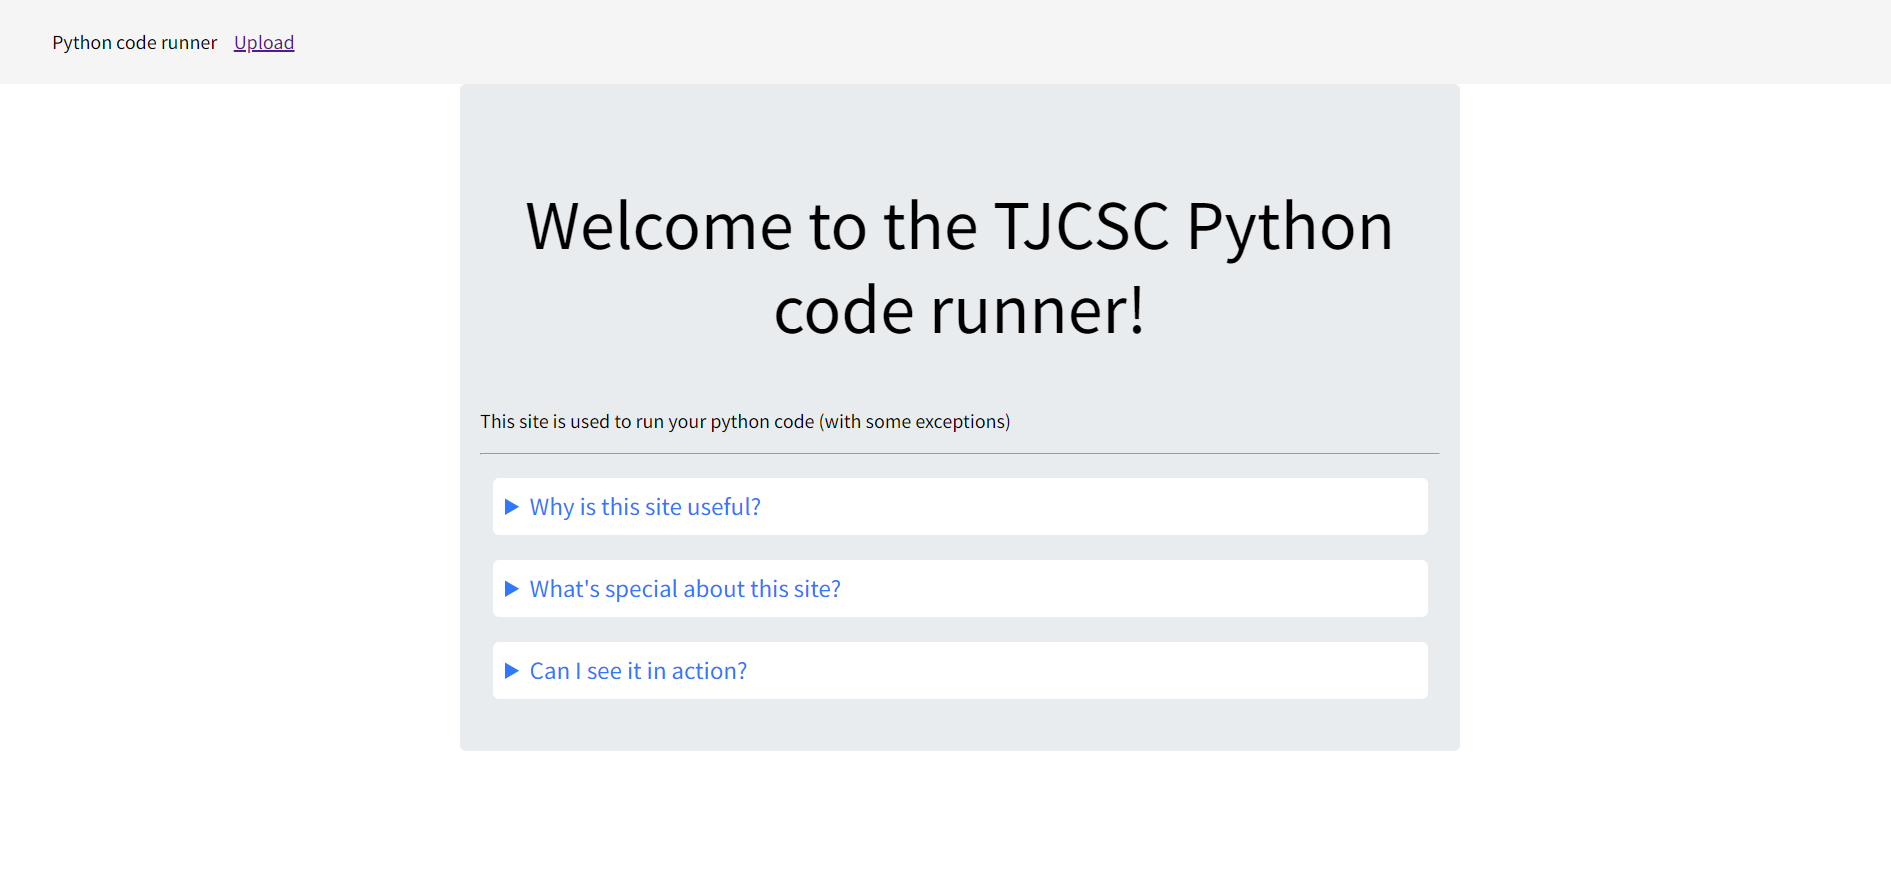 Python code runner Upload
Welcome to the TJCSC Python
code runner!
This site is used to run your python code (with some exceptions)
Why is this site useful?
What's special about this site?
Can I see it in action?